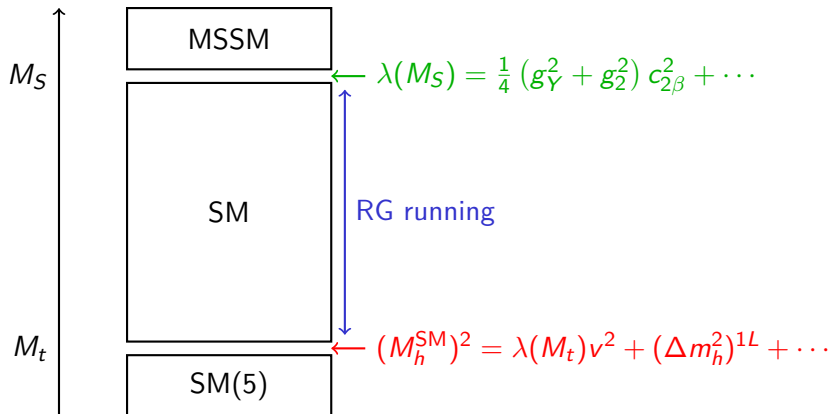 MSSM
M_S
λ(M_S) = 1/4 (g_Y^2 + g_2^2) c_{2β}^2 + ⋯
SM
RG running
M_t
(M_h^{SM})^2 = λ(M_t)v^2 + (Δm_h^2)^{1L} + ⋯
SM(5)